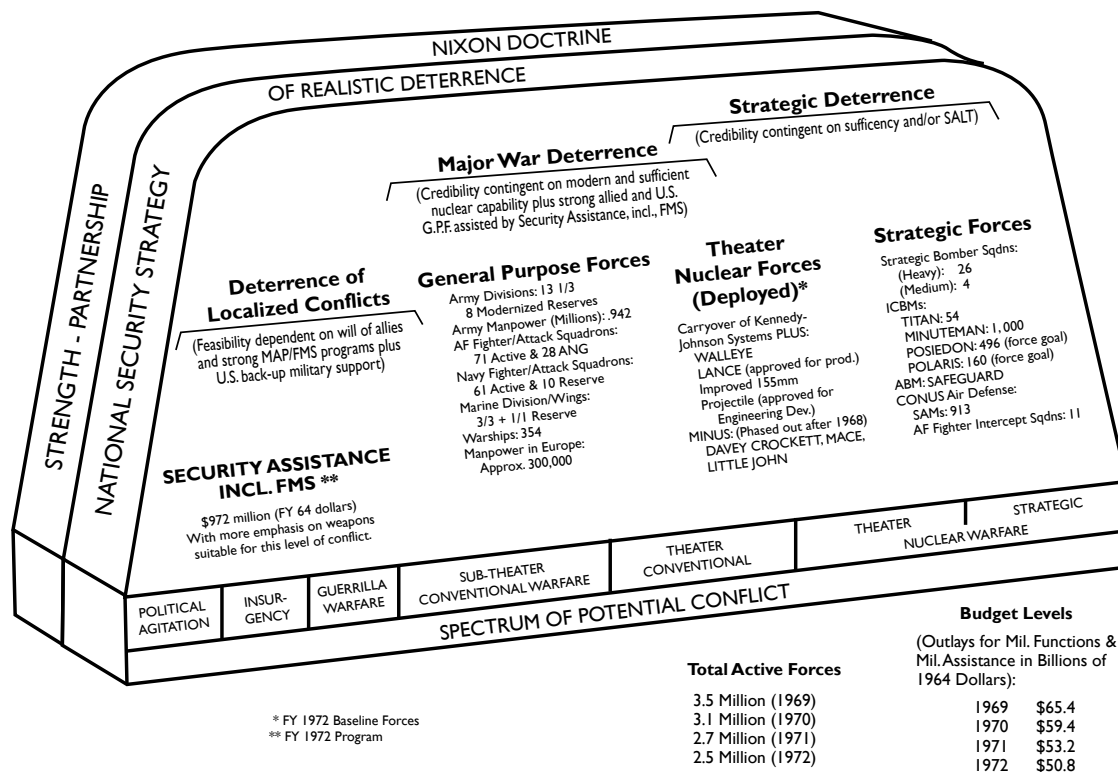 NIXON DOCTRINE
OF REALISTIC DETERRENCE
STRENGTH - PARTNERSHIP
NATIONAL SECURITY STRATEGY
Strategic Deterrence
(Credibility contingent on sufficency and/or SALT)
Major War Deterrence
(Credibility contingent on modern and sufficient
nuclear capability plus strong allied and U.S.
G.P.F. assisted by Security Assistance, incl., FMS)
Deterrence of
Localized Conflicts
(Feasibility dependent on will of allies
and strong MAP/FMS programs plus
U.S. back-up military support)
SECURITY ASSISTANCE
INCL. FMS **
$972 million (FY 64 dollars)
With more emphasis on weapons
suitable for this level of conflict.
General Purpose Forces
Army Divisions: 13 1/3
8 Modernized Reserves
Army Manpower (Millions): .942
AF Fighter/Attack Squadrons:
71 Active & 28 ANG
Navy Fighter/Attack Squadrons:
61 Active & 10 Reserve
Marine Division/Wings:
3/3 + 1/1 Reserve
Warships: 354
Manpower in Europe:
Approx. 300,000
Theater
Nuclear Forces
(Deployed)*
Carryover of Kennedy-
Johnson Systems PLUS:
WALLEYE
LANCE (approved for prod.)
Improved 155mm
Projectile (approved for
Engineering Dev.)
MINUS: (Phased out after 1968)
DAVEY CROCKETT, MACE,
LITTLE JOHN
Strategic Forces
Strategic Bomber Sqdns:
(Heavy): 26
(Medium): 4
ICBMs:
TITAN: 54
MINUTEMAN: 1,000
POSIEDON: 496 (force goal)
POLARIS: 160 (force goal)
ABM: SAFEGUARD
CONUS Air Defense:
SAMs: 913
AF Fighter Intercept Sqdns: 11
POLITICAL
AGITATION
INSUR-
GENCY
GUERRILLA
WARFARE
SUB-THEATER
CONVENTIONAL WARFARE
THEATER
CONVENTIONAL
THEATER
STRATEGIC
NUCLEAR WARFARE
SPECTRUM OF POTENTIAL CONFLICT
* FY 1972 Baseline Forces
** FY 1972 Program
Total Active Forces
3.5 Million (1969)
3.1 Million (1970)
2.7 Million (1971)
2.5 Million (1972)
Budget Levels
(Outlays for Mil. Functions &
Mil. Assistance in Billions of
1964 Dollars):
1969 $65.4
1970 $59.4
1971 $53.2
1972 $50.8